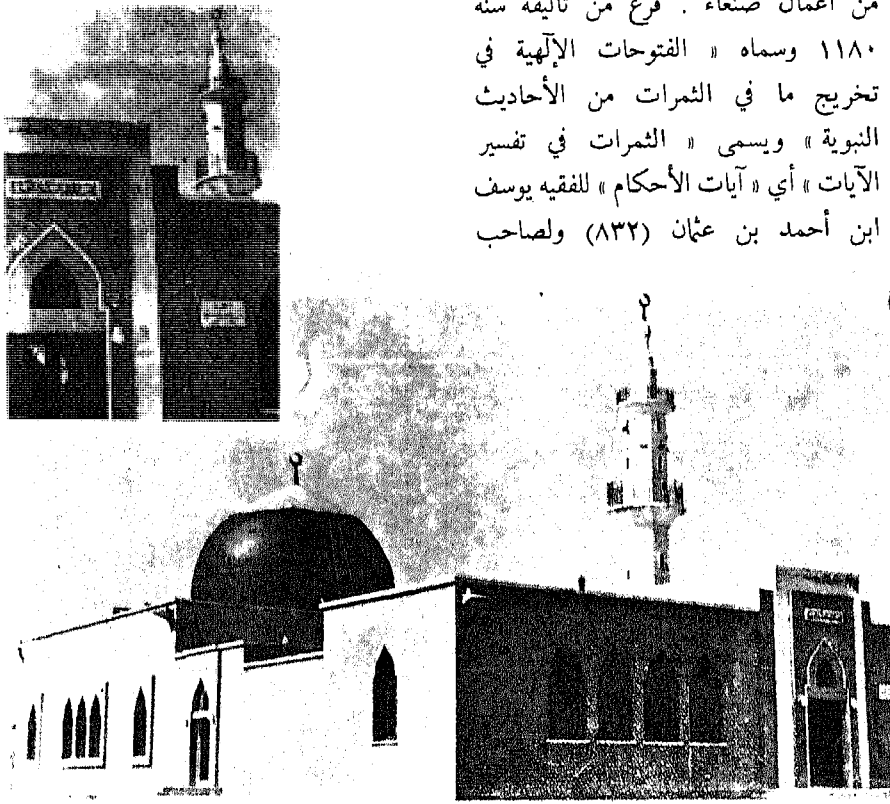 من أعمال صنعاء . فرغ من تأليفه سنة
١١٨٠ وسماه « الفتوحات الإلهية في
تخريج ما في الثمرات من الأحاديث
النبوية » ويسمى « الثمرات في تفسير
الآيات » أي « آيات الأحكام » للفقيه يوسف
ابن أحمد بن عثمان (٨٣٢) ولصاحب